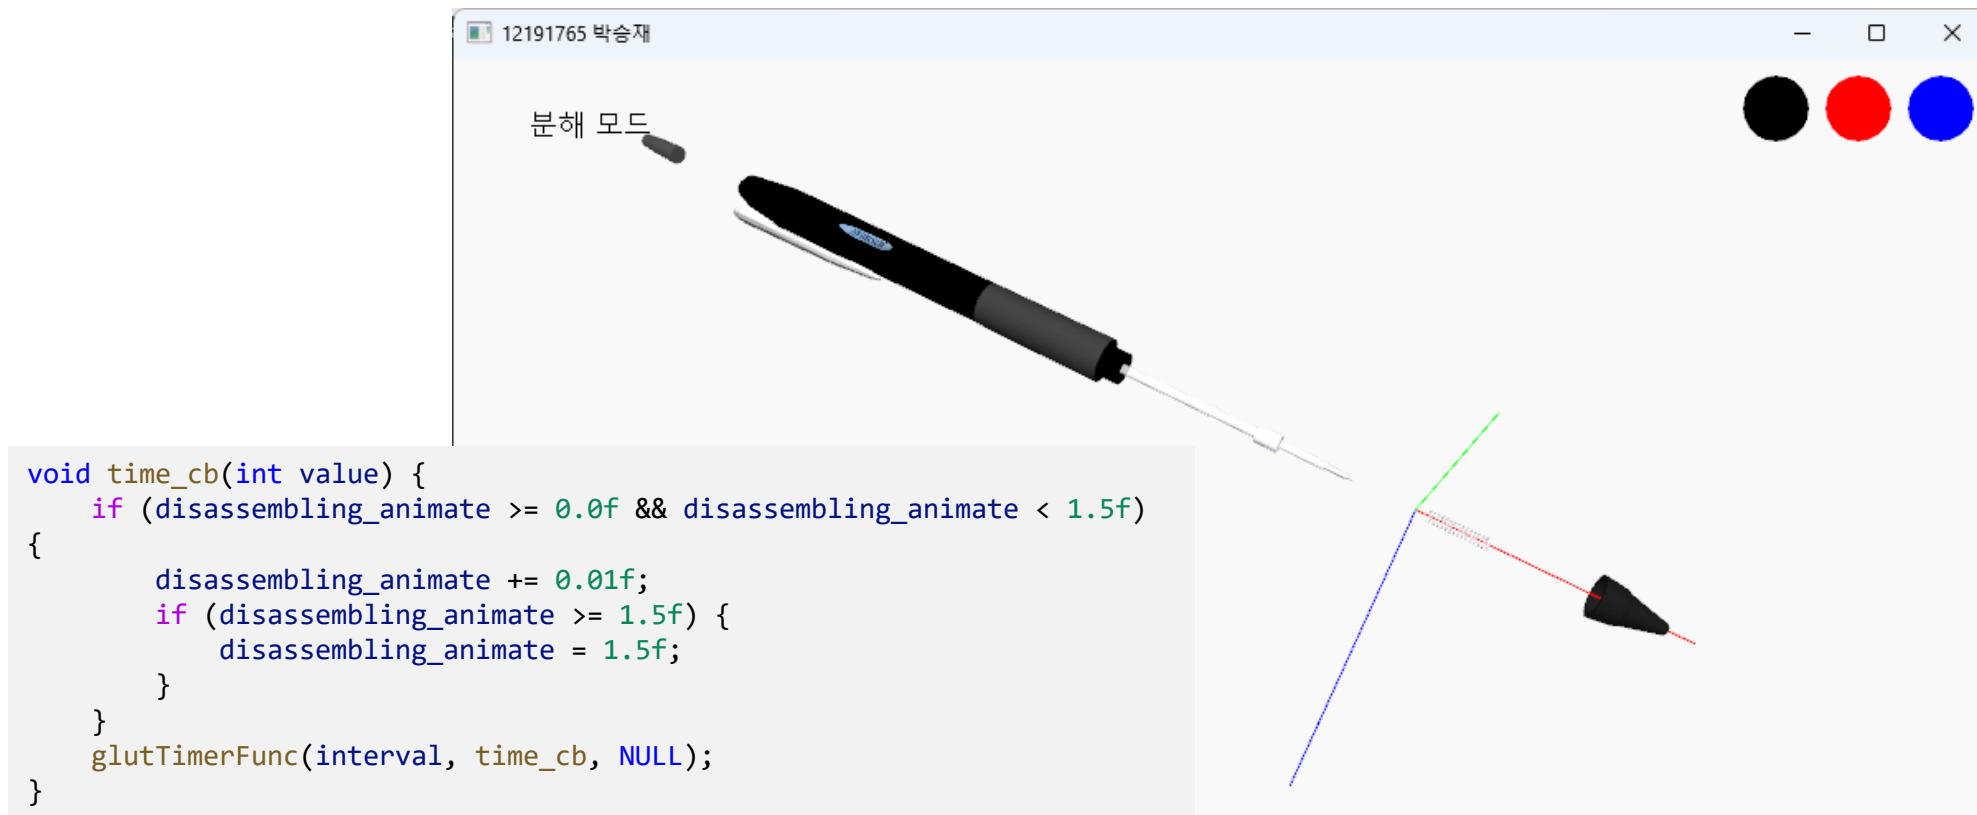 12191765 박승재
분해 모드
void time_cb(int value) {
    if (disassembling_animate >= 0.0f && disassembling_animate < 1.5f)
{
        disassembling_animate += 0.01f;
        if (disassembling_animate >= 1.5f) {
            disassembling_animate = 1.5f;
        }
    }
    glutTimerFunc(interval, time_cb, NULL);
}